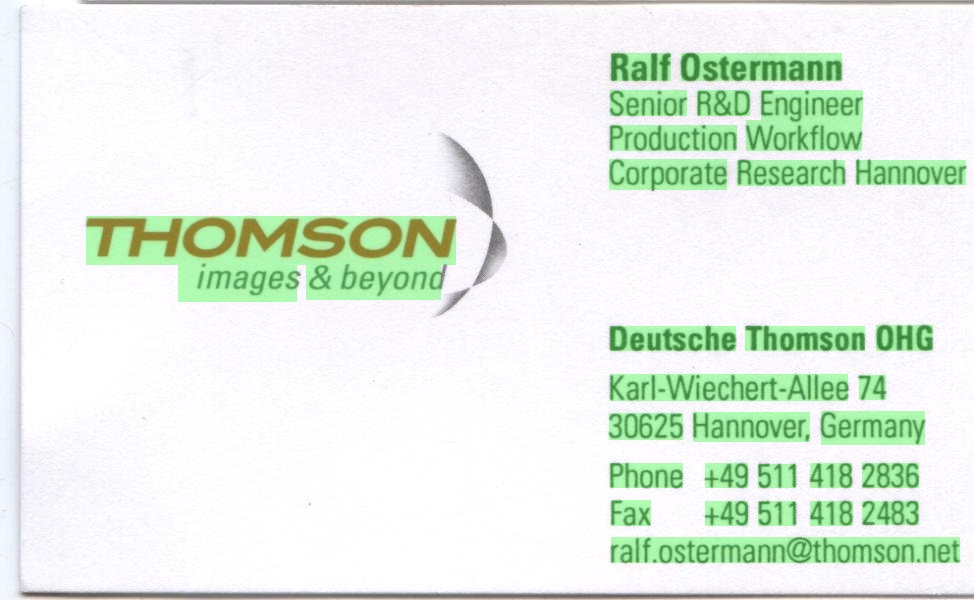 Ralf Ostermann
Senior R&D Engineer
Production Workflow
Corporate Research Hannover
THOMSON
images & beyond
Deutsche Thomson OHG
Karl-Wiechert-Allee 74
30625 Hannover, Germany
Phone +49 511 418 2836
Fax +49 511 418 2483
ralf.ostermann@thomson.net